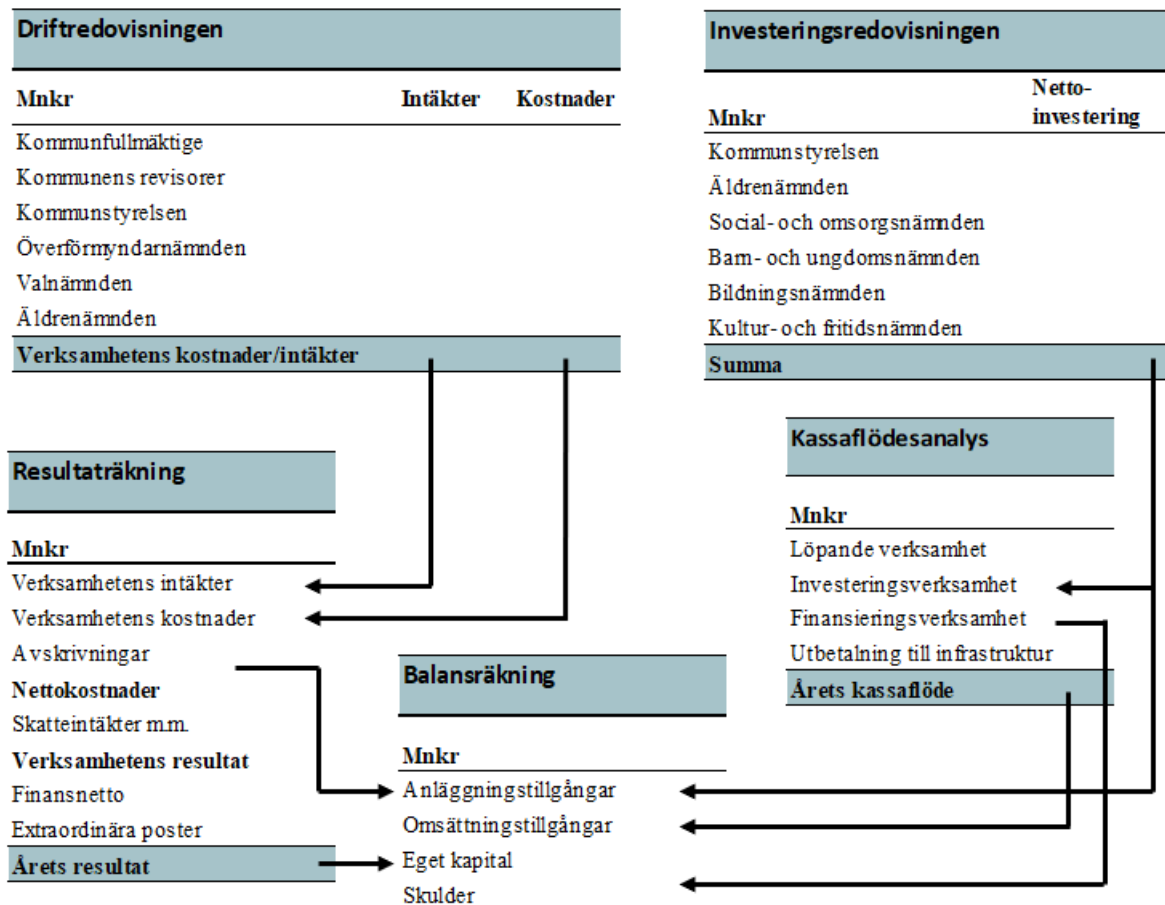 Driftredovisningen
Mnkr Intäkter Kostnader
Kommunfullmäktige
Kommunens revisorer
Kommunstyrelsen
Överförmyndarnämnden
Valnämnden
Äldrenämnden
Verksamhetens kostnader/intäkter
Investeringsredovisningen
Netto-
Mnkr investering
Kommunstyrelsen
Äldrenämnden
Social- och omsorgsnämnden
Barn- och ungdomsnämnden
Bildningsnämnden
Kultur- och fritidsnämnden
Summa
Resultaträkning
Mnkr
Verksamhetens intäkter
Verksamhetens kostnader
Avskrivningar
Nettokostnader
Skatteintäkter m.m.
Verksamhetens resultat
Finansnetto
Extraordinära poster
Årets resultat
Kassaflödesanalys
Mnkr
Löpande verksamhet
Investeringsverksamhet
Finansieringsverksamhet
Utbetalning till infrastruktur
Årets kassaflöde
Balansräkning
Mnkr
Anläggningstillgångar
Omsättningstillgångar
Eget kapital
Skulder